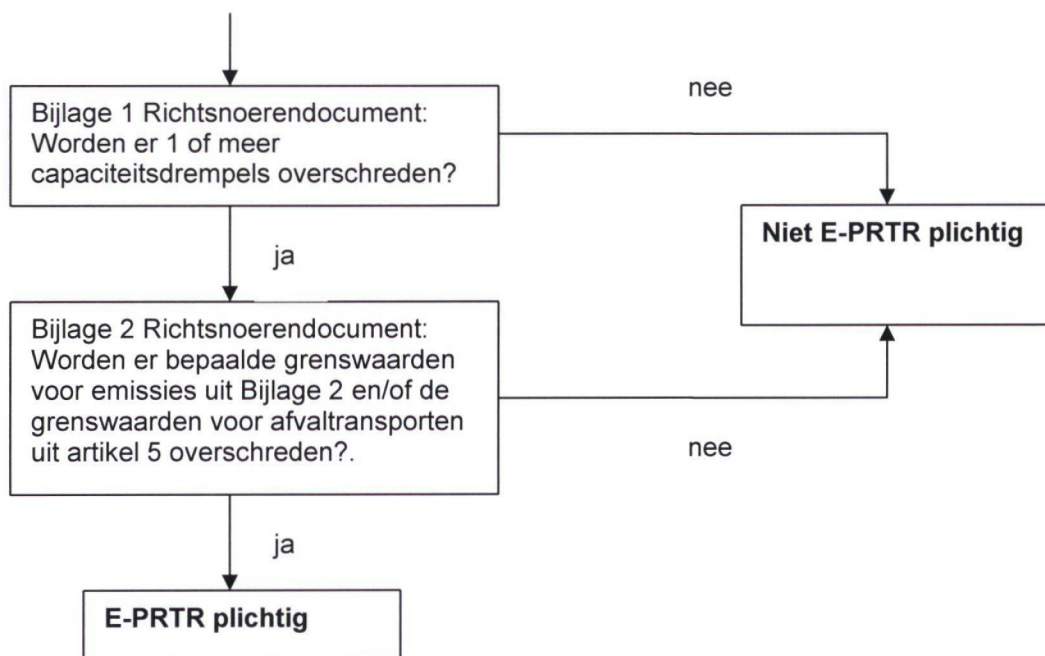 Bijlage 1 Richtsnoerendocument:
Worden er 1 of meer
capaciteitsdrempels overschreden?
nee
Niet E-PRTR plichtig
ja
Bijlage 2 Richtsnoerendocument:
Worden er bepaalde grenswaarden
voor emissies uit Bijlage 2 en/of de
grenswaarden voor afvaltransporten
uit artikel 5 overschreden?.
nee
ja
E-PRTR plichtig